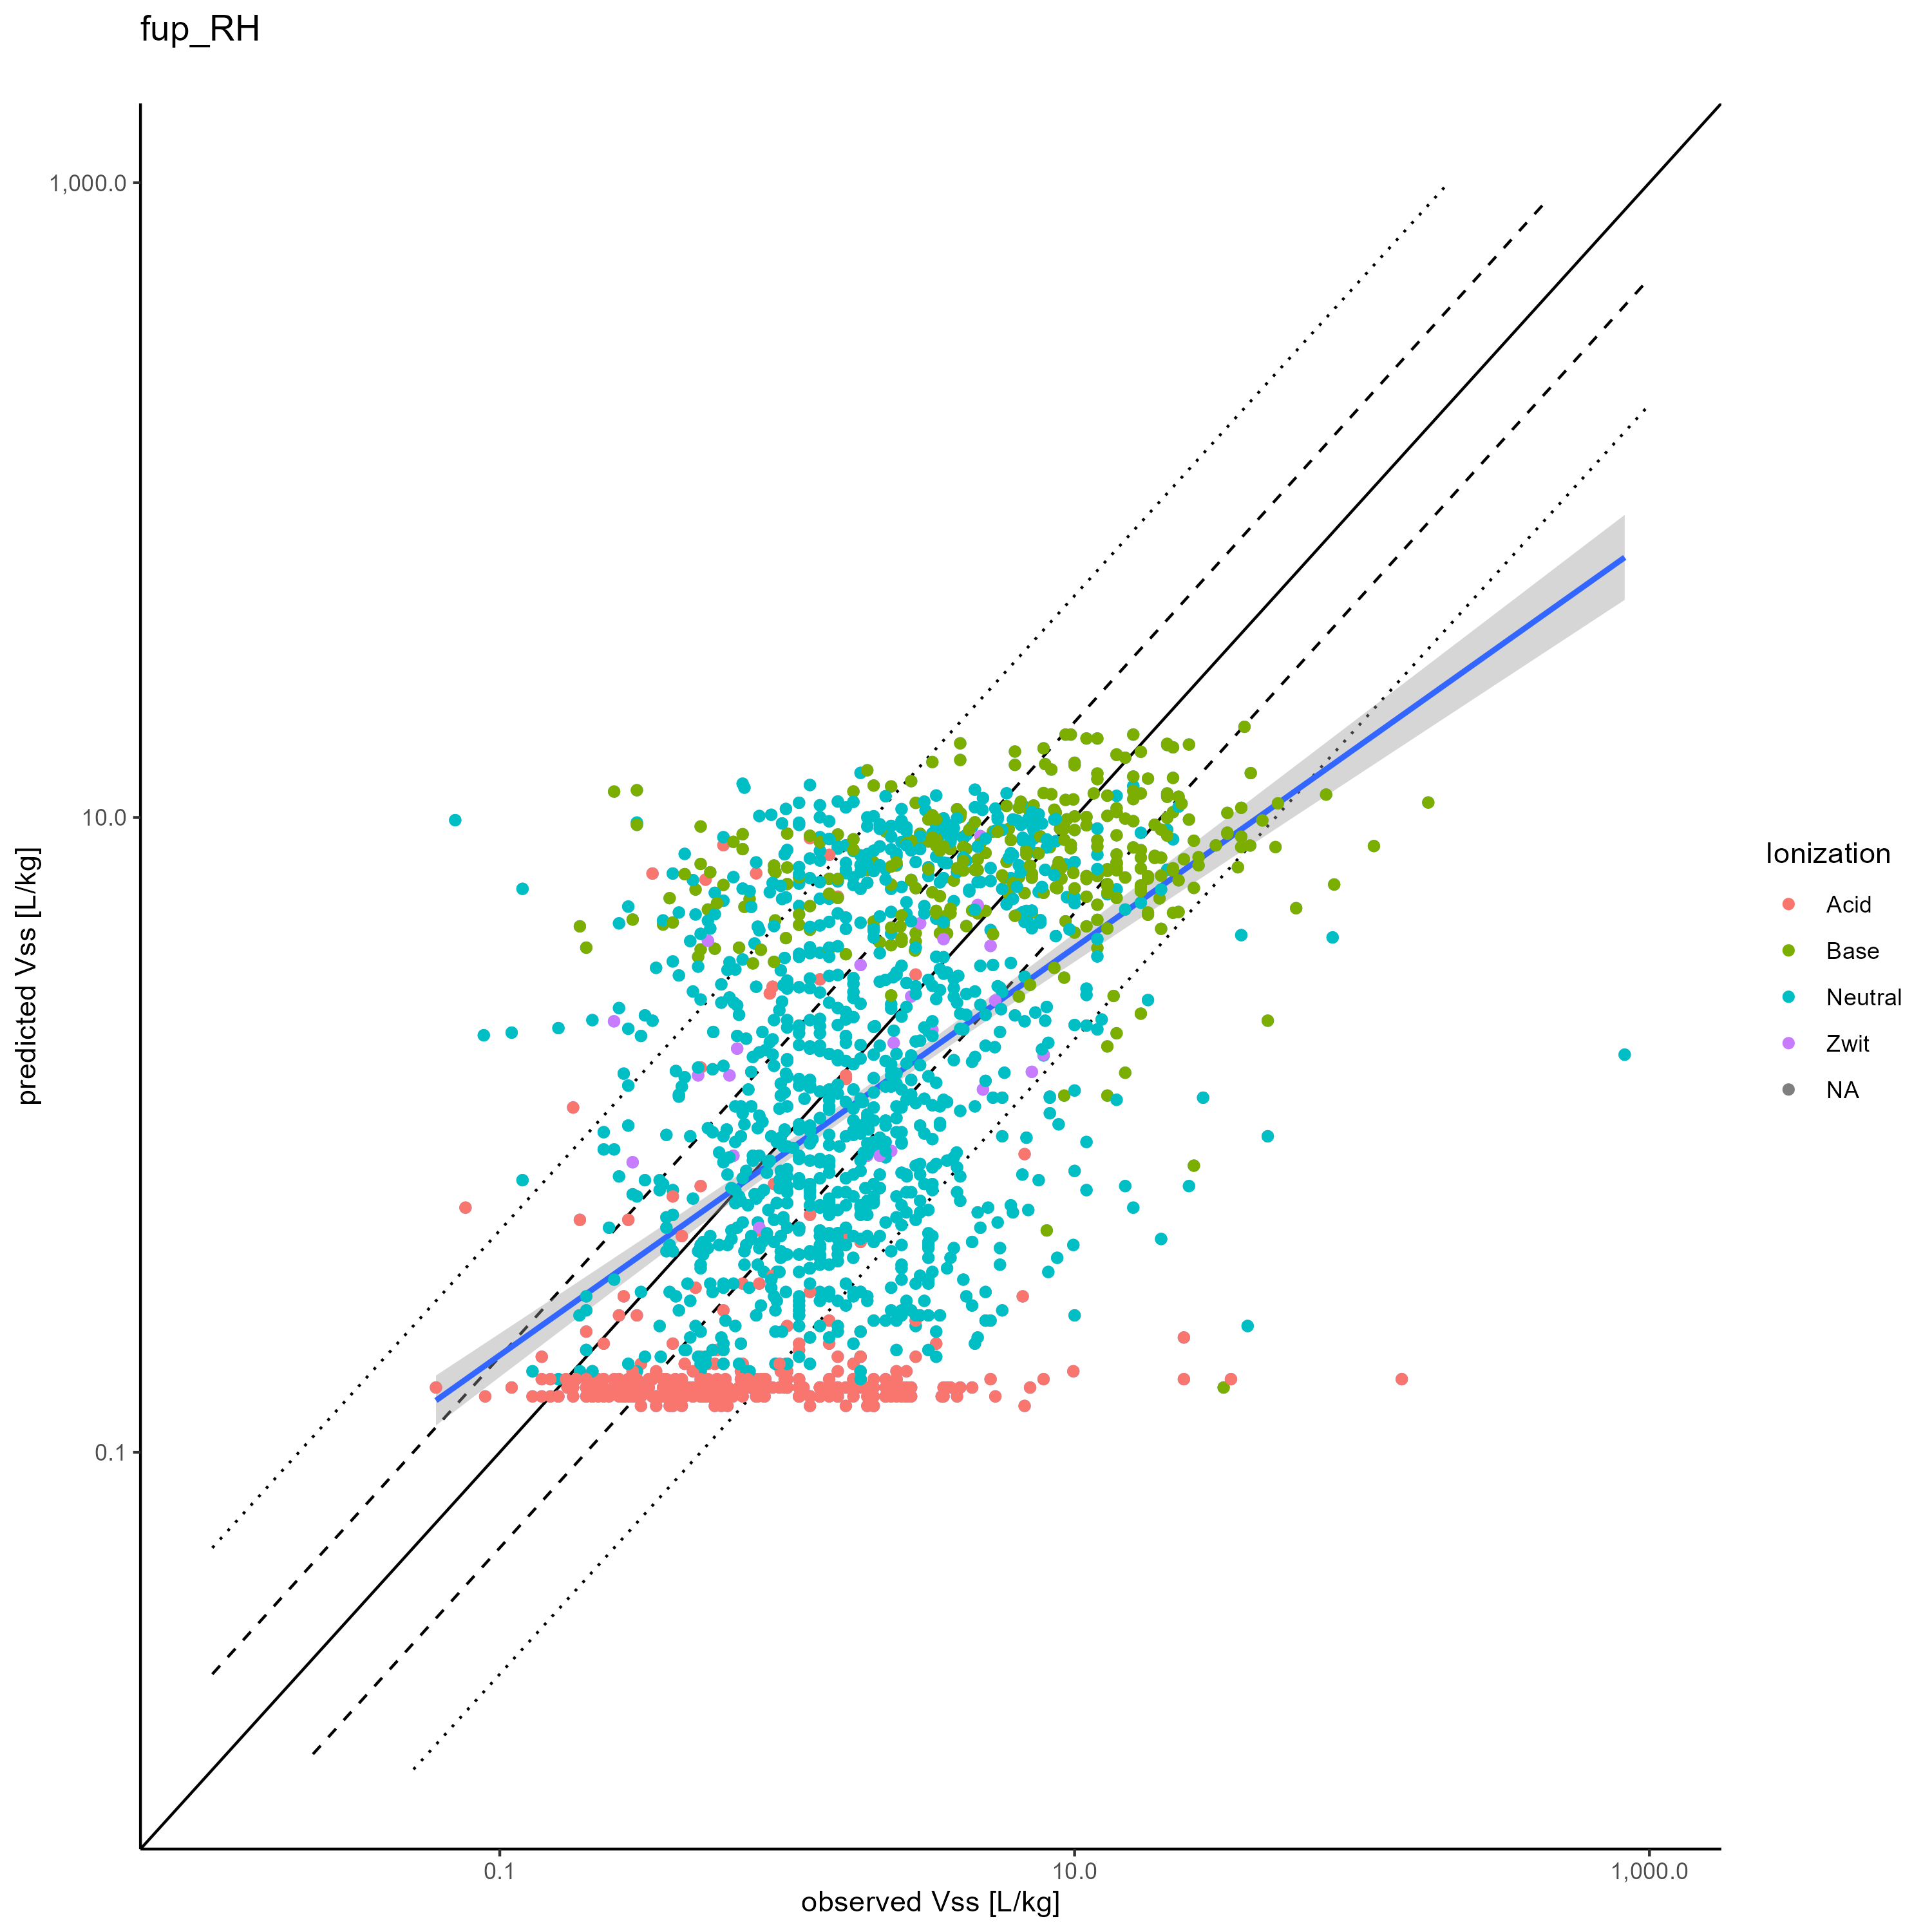 fup_RH
1,000.0
10.0
0.1
predicted Vss [L/kg]
0.1
10.0
1,000.0
observed Vss [L/kg]
Ionization
Acid
Base
Neutral
Zwit
NA